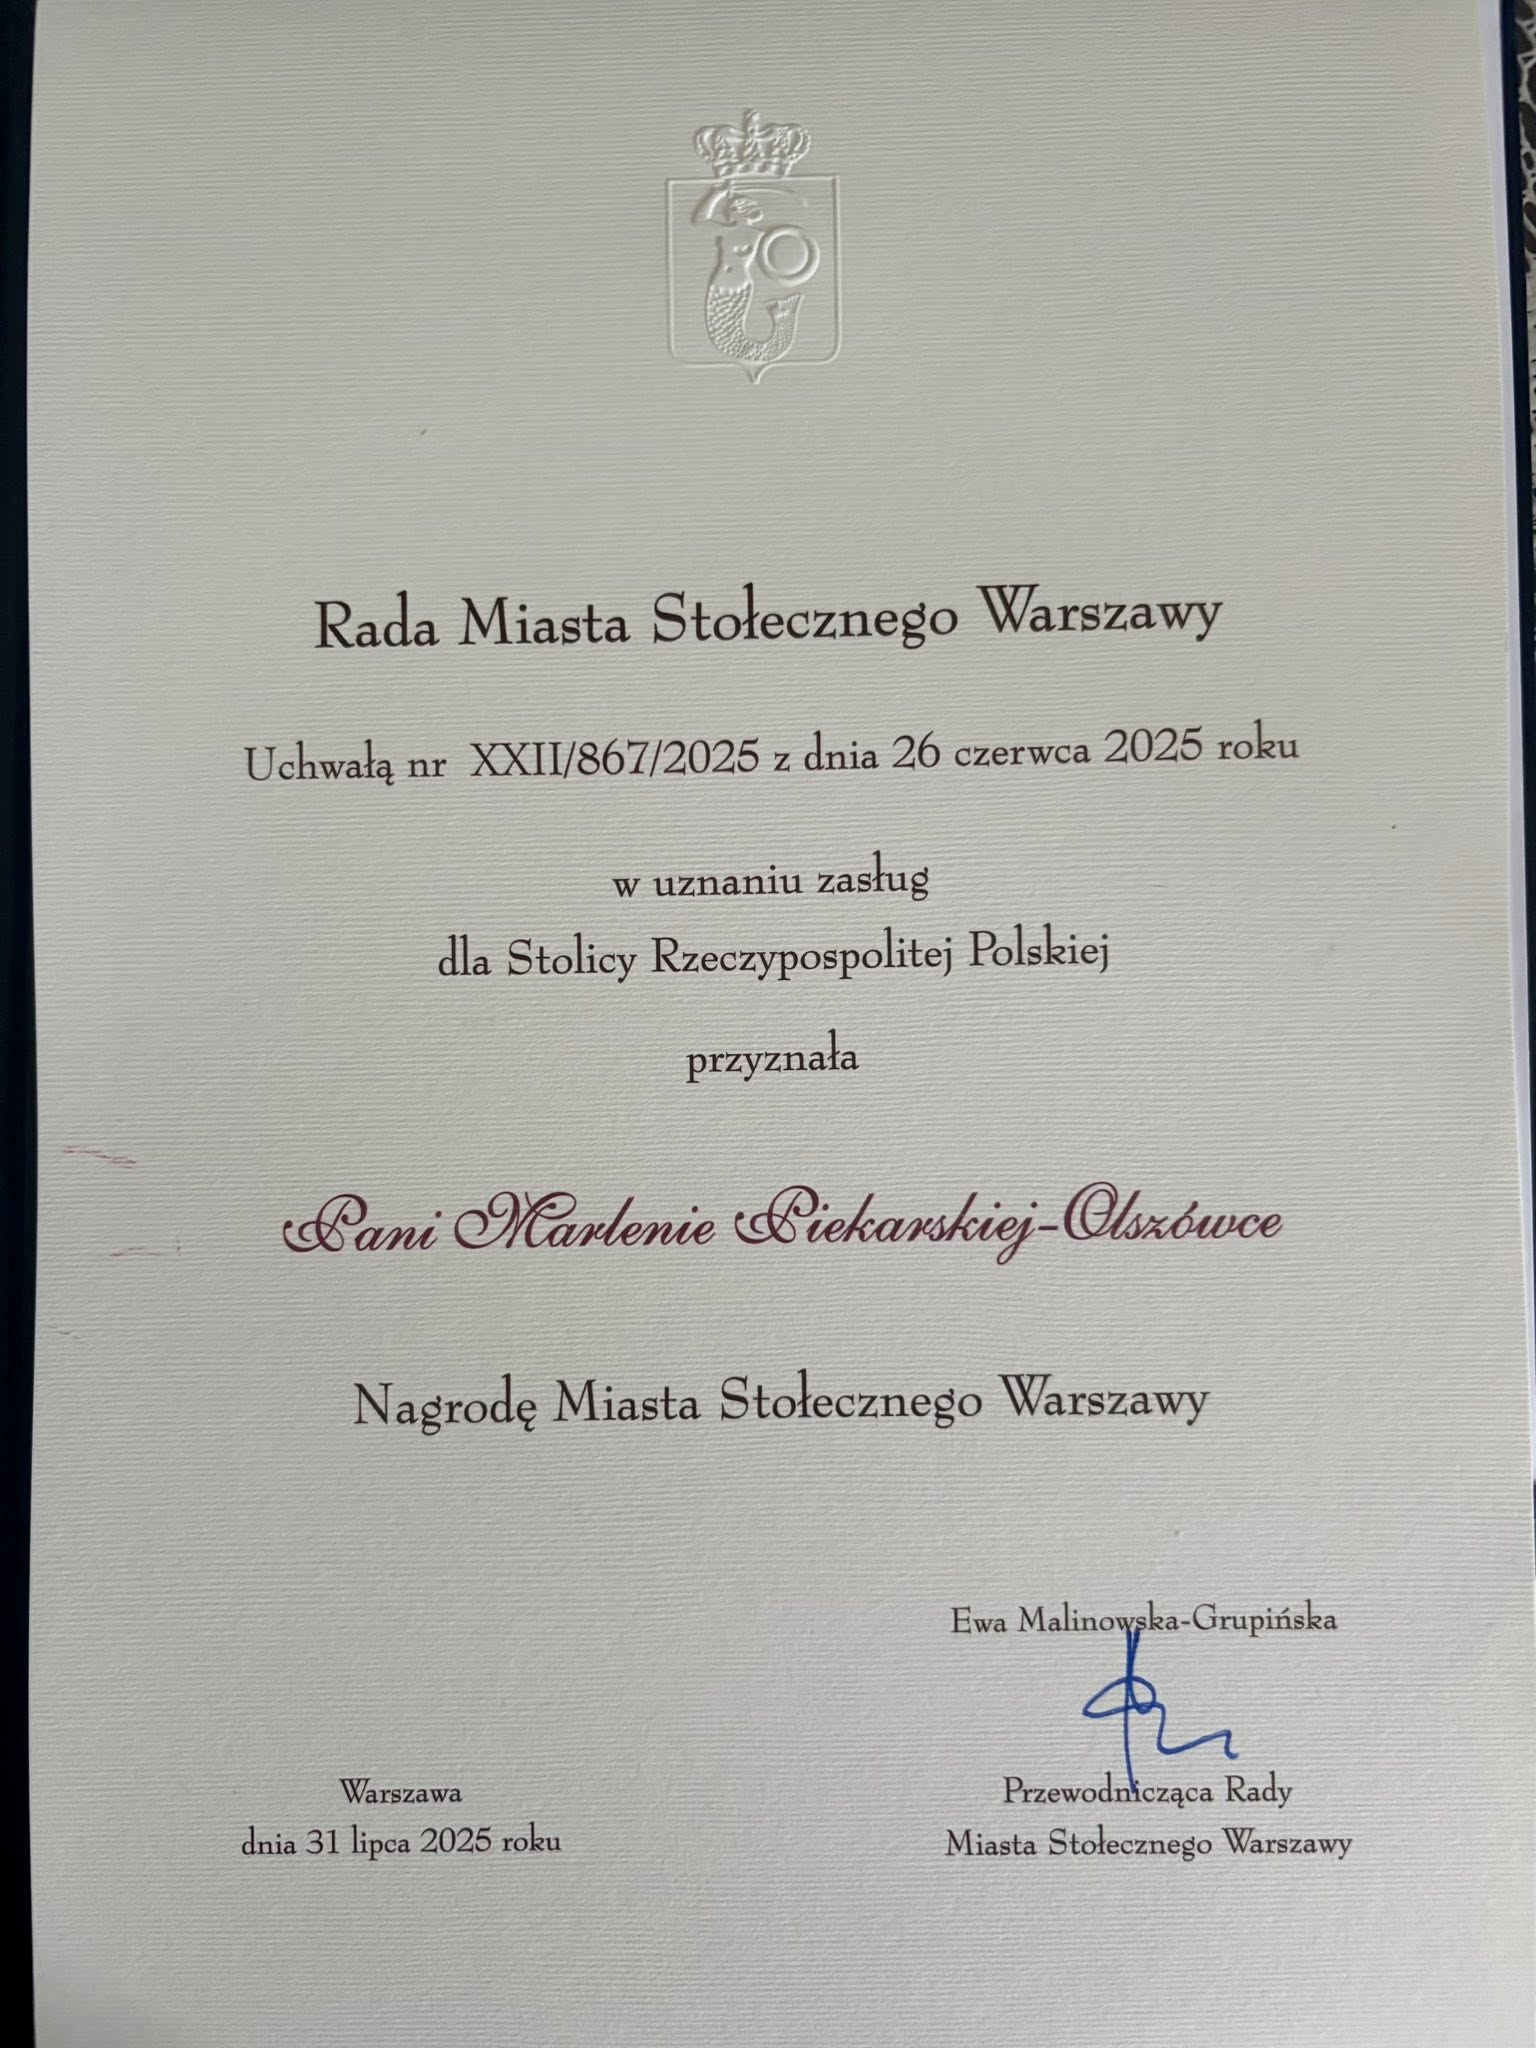 Rada Miasta Stołecznego Warszawy
Uchwałą nr XXII/867/2025 z dnia 26 czerwca 2025 roku
w uznaniu zasług
dla Stolicy Rzeczypospolitej Polskiej
przyznała
Pani Marlenie Piekarskiej-Olszówce
Nagrodę Miasta Stołecznego Warszawy
Ewa Malinowska-Grupińska
Przewodnicząca Rady
Miasta Stołecznego Warszawy
Warszawa
dnia 31 lipca 2025 roku